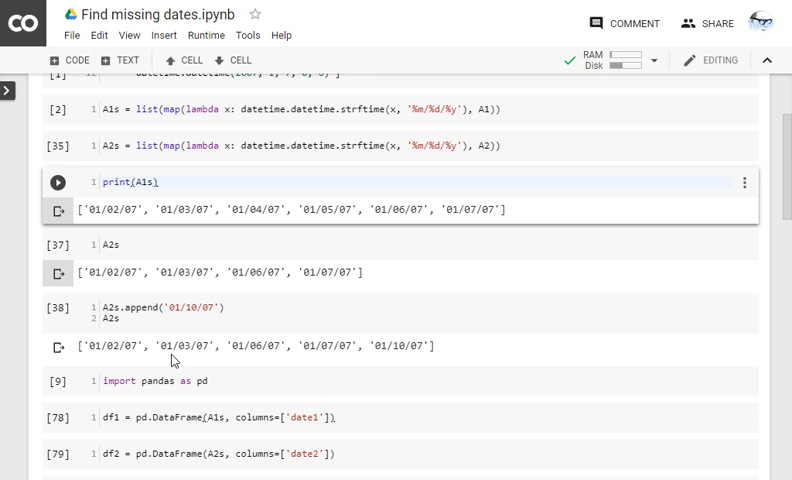 CO
Find missing dates.ipynb
COMMENT
SHARE
File Edit View Insert Runtime Tools Help
CODE TEXT CELL CELL
RAM
Disk
EDITING
[2] 1 A1s = list(map(lambda x: datetime.datetime.strftime(x, '%m/%d/%y'), A1))
[35] 1 A2s = list(map(lambda x: datetime.datetime.strftime(x, '%m/%d/%y'), A2))
1 print(A1s)
['01/02/07', '01/03/07', '01/04/07', '01/05/07', '01/06/07', '01/07/07']
[37] 1 A2s
['01/02/07', '01/03/07', '01/06/07', '01/07/07']
[38] 1 A2s.append('01/10/07')
2 A2s
['01/02/07', '01/03/07', '01/06/07', '01/07/07', '01/10/07']
[9] 1 import pandas as pd
[78] 1 df1 = pd.DataFrame(A1s, columns=['date1'])
[79] 1 df2 = pd.DataFrame(A2s, columns=['date2'])